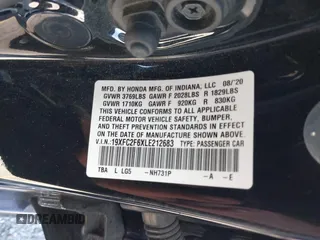 MFD. BY HONDA MFG. OF INDIANA, LLC 08/'20
GVWR 3769LBS GAWR F 2028LBS R 1829LBS
GVWR 1710KG GAWR F 920KG R 830KG
THIS VEHICLE CONFORMS TO ALL APPLICABLE
FEDERAL MOTOR VEHICLE SAFETY, BUMPER,
AND THEFT PREVENTION STANDARDS IN EFFECT
ON THE DATE OF MANUFACTURE SHOWN ABOVE.
V.I.N.: 19XFC2F6XLE212683 TYPE: PASSENGER CAR
TBA L LQ5 -NH731P -A -E
AUTOBIDMASTER